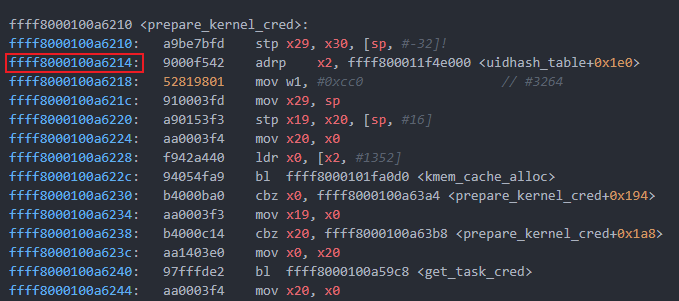 ffff8000100a6210 <prepare_kernel_cred>:
ffff8000100a6210: a9be7bfd stp x29, x30, [sp, #-32]!
ffff8000100a6214: 9000f542 adrp x2, ffff800011f4e000 <uidhash_table+0x1e0>
ffff8000100a6218: 52819801 mov w1, #0xcc0 // #3264
ffff8000100a621c: 910003fd mov x29, sp
ffff8000100a6220: a90153f3 stp x19, x20, [sp, #16]
ffff8000100a6224: aa0003f4 mov x20, x0
ffff8000100a6228: f942a440 ldr x0, [x2, #1352]
ffff8000100a622c: 94054fa9 bl ffff8000101fa0d0 <kmem_cache_alloc>
ffff8000100a6230: b4000ba0 cbz x0, ffff8000100a63a4 <prepare_kernel_cred+0x194>
ffff8000100a6234: aa0003f3 mov x19, x0
ffff8000100a6238: b4000c14 cbz x20, ffff8000100a63b8 <prepare_kernel_cred+0x1a8>
ffff8000100a623c: aa1403e0 mov x0, x20
ffff8000100a6240: 97fffde2 bl ffff8000100a59c8 <get_task_cred>
ffff8000100a6244: aa0003f4 mov x20, x0